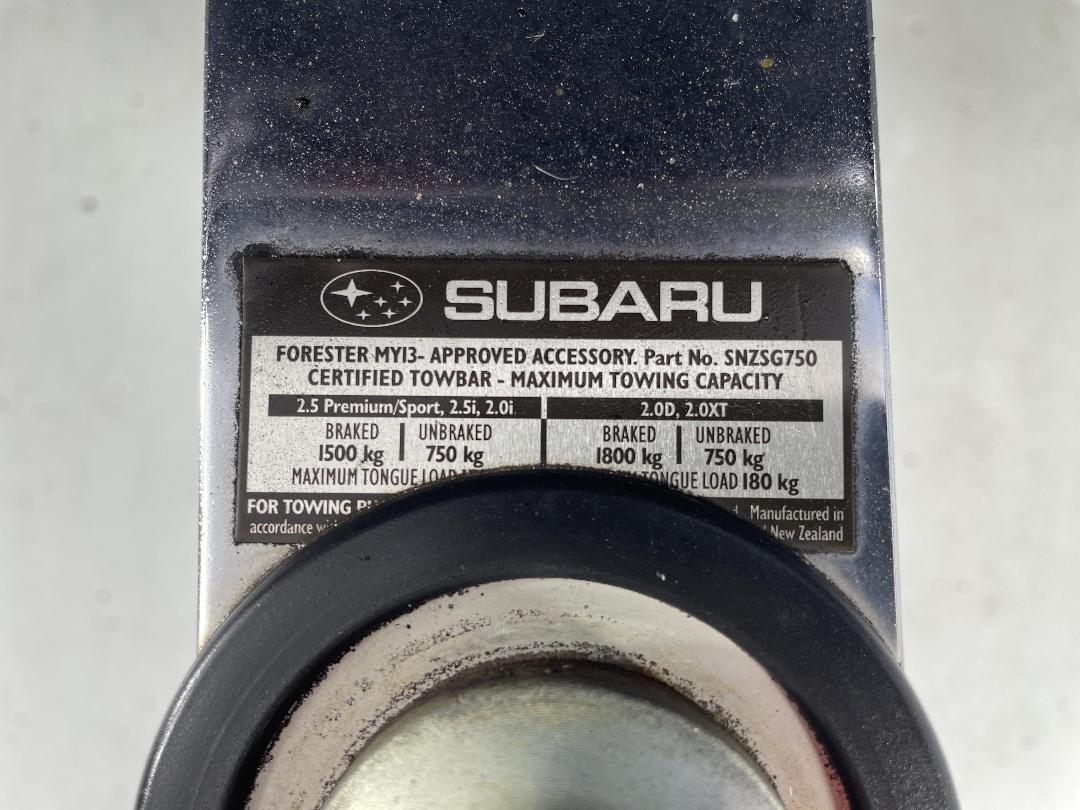 SUBARU
FORESTER MY13- APPROVED ACCESSORY. Part No. SNZSG750
CERTIFIED TOWBAR - MAXIMUM TOWING CAPACITY
2.5 Premium/Sport, 2.5i, 2.0i 2.0D, 2.0XT
BRAKED UNBRAKED BRAKED UNBRAKED
1500 kg 750 kg 1800 kg 750 kg
MAXIMUM TONGUE LOAD TONGUE LOAD 180 kg
FOR TOWING Manufactured in
accordance New Zealand